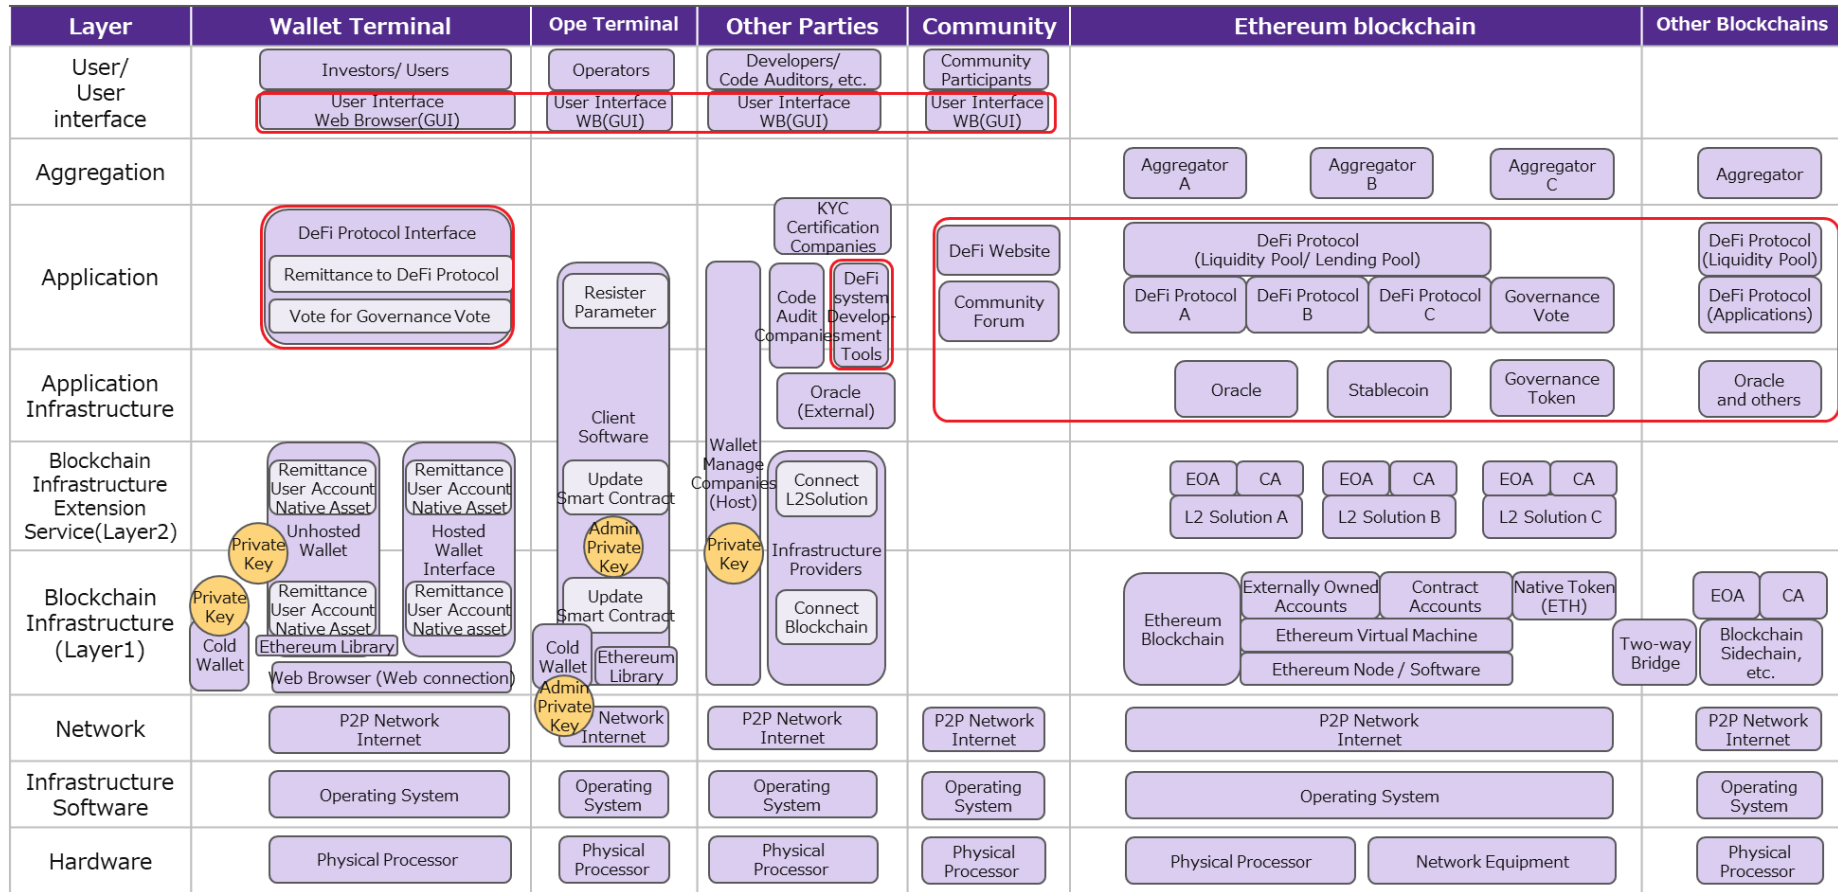 Layer
Wallet Terminal
Ope Terminal
Other Parties
Community
Ethereum blockchain
Other Blockchains
User/
User
interface
Investors/ Users
Operators
Developers/
Code Auditors, etc.
Community
Participants
User Interface
Web Browser(GUI)
User Interface
WB(GUI)
User Interface
WB(GUI)
User Interface
WB(GUI)
Aggregation
Aggregator
A
Aggregator
B
Aggregator
C
Aggregator
Application
DeFi Protocol Interface
Remittance to DeFi Protocol
Vote for Governance Vote
Resister
Parameter
KYC
Certification
Companies
Code
Audit
Companies
DeFi
system
Develop-
ment
Tools
DeFi Website
Community
Forum
DeFi Protocol
(Liquidity Pool/ Lending Pool)
DeFi Protocol
A
DeFi Protocol
B
DeFi Protocol
C
Governance
Vote
DeFi Protocol
(Liquidity Pool)
DeFi Protocol
(Applications)
Application
Infrastructure
Client
Software
Oracle
(External)
Oracle
Stablecoin
Governance
Token
Oracle
and others
Blockchain
Infrastructure
Extension
Service(Layer2)
Remittance
User Account
Native Asset
Unhosted
Wallet
Private
Key
Remittance
User Account
Native Asset
Hosted
Wallet
Interface
Update
Smart Contract
Admin
Private
Key
Wallet
Manage
Companies
(Host)
Private
Key
Connect
L2Solution
Infrastructure
Providers
EOA
CA
L2 Solution A
EOA
CA
L2 Solution B
EOA
CA
L2 Solution C
Blockchain
Infrastructure
(Layer1)
Private
Key
Cold
Wallet
Remittance
User Account
Native Asset
Ethereum Library
Remittance
User Account
Native asset
Web Browser (Web connection)
Update
Smart Contract
Cold
Wallet
Ethereum
Library
Admin
Private
Key
Connect
Blockchain
Ethereum
Blockchain
Externally Owned
Accounts
Contract
Accounts
Native Token
(ETH)
Ethereum Virtual Machine
Ethereum Node / Software
Two-way
Bridge
EOA
CA
Blockchain
Sidechain,
etc.
Network
P2P Network
Internet
Network
Internet
P2P Network
Internet
P2P Network
Internet
P2P Network
Internet
P2P Network
Internet
Infrastructure
Software
Operating System
Operating
System
Operating
System
Operating
System
Operating System
Operating
System
Hardware
Physical Processor
Physical
Processor
Physical
Processor
Physical
Processor
Physical Processor
Network Equipment
Physical
Processor